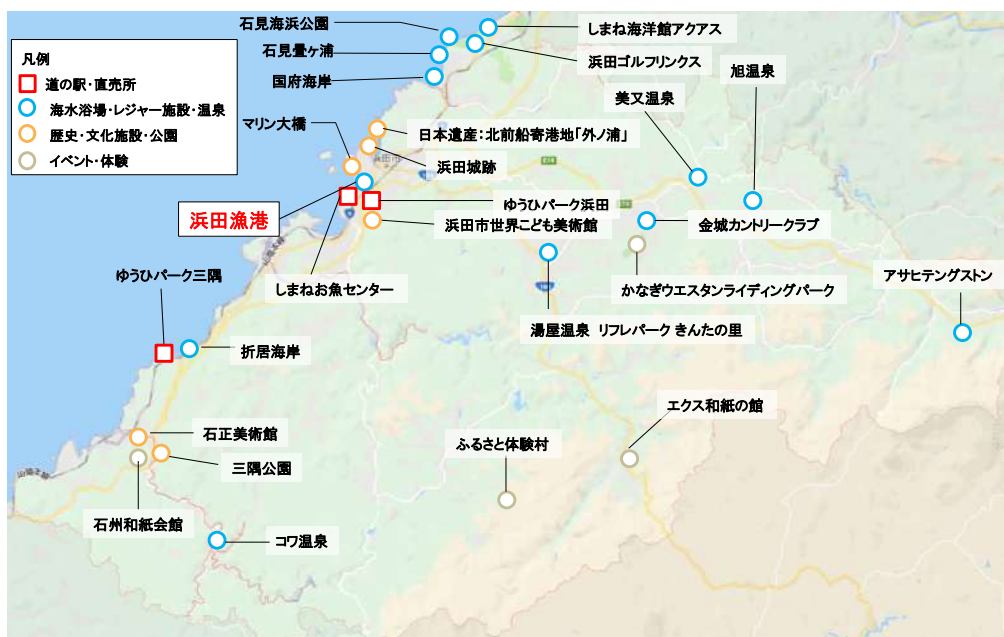 凡例
道の駅・直売所
海水浴場・レジャー施設・温泉
歴史・文化施設・公園
イベント・体験
石見海浜公園
しまね海洋館アクアス
石見畳ヶ浦
浜田ゴルフリンクス
国府海岸
旭温泉
美又温泉
マリン大橋
日本遺産：北前船寄港地「外ノ浦」
浜田市
浜田城跡
浜田漁港
ゆうひパーク浜田
浜田市世界こども美術館
金城カントリークラブ
ゆうひパーク三隅
しまねお魚センター
かなぎウエスタンライディングパーク
アサヒテングストン
湯屋温泉 リフレパーク きんたの里
折居海岸
エクス和紙の館
石正美術館
ふるさと体験村
三隅公園
山陰本線
石州和紙会館
コワ温泉